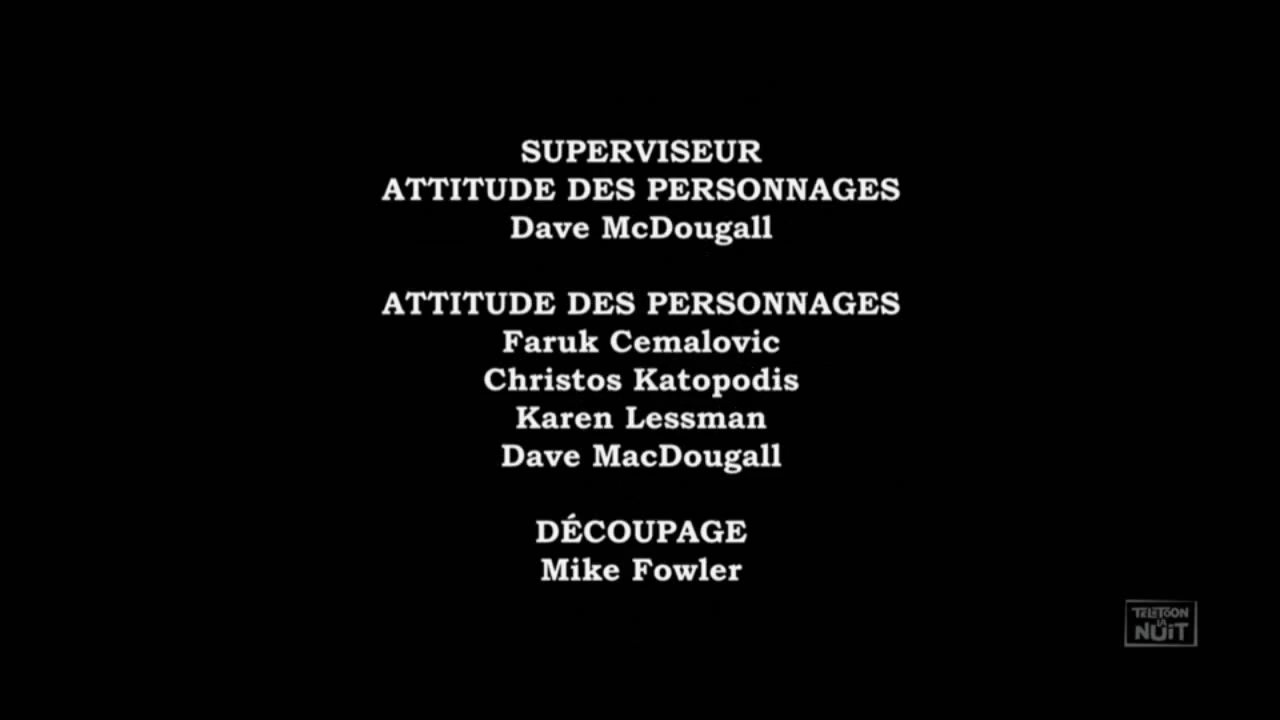 SUPERVISEUR
ATTITUDE DES PERSONNAGES
Dave McDougall
ATTITUDE DES PERSONNAGES
Faruk Cemalovic
Christos Katopodis
Karen Lessman
Dave MacDougall
DÉCOUPAGE
Mike Fowler
TELETOON
LA
NUiT